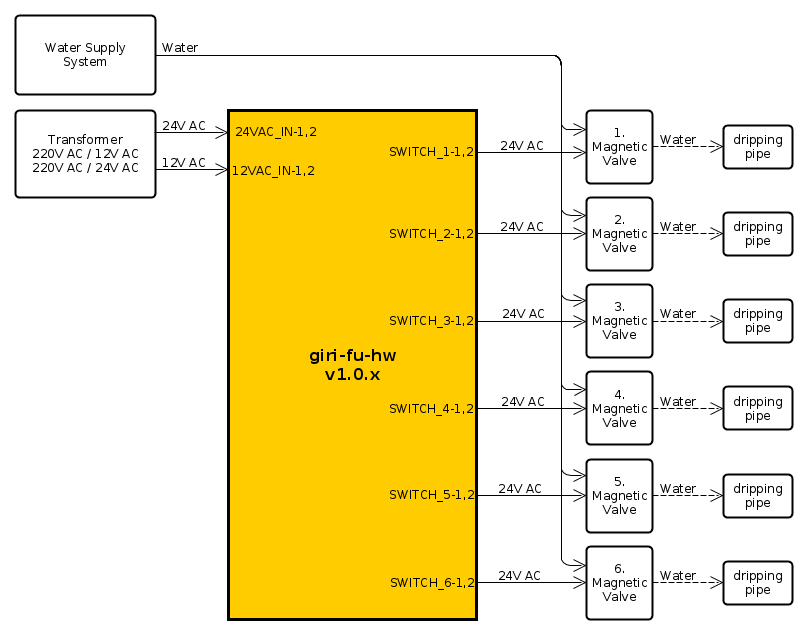 Water Supply
System
Water
Transformer
220V AC / 12V AC
220V AC / 24V AC
24V AC
12V AC
24VAC_IN-1,2
12VAC_IN-1,2
giri-fu-hw
v1.0.x
SWITCH_1-1,2
24V AC
1.
Magnetic
Valve
Water
dripping
pipe
SWITCH_2-1,2
24V AC
2.
Magnetic
Valve
Water
dripping
pipe
SWITCH_3-1,2
24V AC
3.
Magnetic
Valve
Water
dripping
pipe
SWITCH_4-1,2
24V AC
4.
Magnetic
Valve
Water
dripping
pipe
SWITCH_5-1,2
24V AC
5.
Magnetic
Valve
Water
dripping
pipe
SWITCH_6-1,2
24V AC
6.
Magnetic
Valve
Water
dripping
pipe